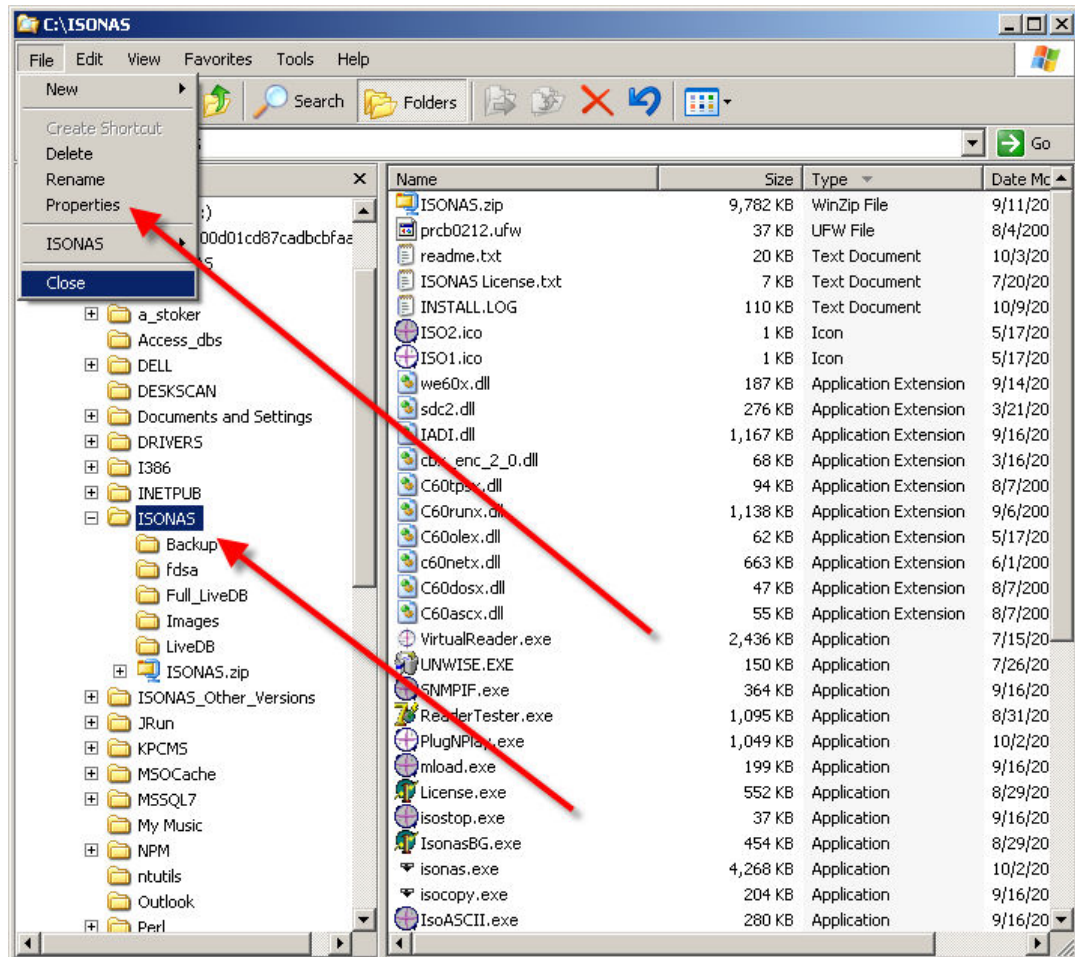 C:\ISONAS
File Edit View Favorites Tools Help
Search Folders
Go
New
Create Shortcut
Delete
Rename
Properties
ISONAS
Close
:)
00d01cd87cadbcbfaa
a_stoker
Access_dbs
DELL
DESKSCAN
Documents and Settings
DRIVERS
I386
INETPUB
ISONAS
Backup
fdsa
Full_LiveDB
Images
LiveDB
ISONAS.zip
ISONAS_Other_Versions
JRun
KPCMS
MSOCache
MSSQL7
My Music
NPM
ntutils
Outlook
Perl
Name Size Type Date Mc
ISONAS.zip 9,782 KB WinZip File 9/11/20
prcb0212.ufw 37 KB UFW File 8/4/200
readme.txt 20 KB Text Document 10/3/20
ISONAS License.txt 7 KB Text Document 7/20/20
INSTALL.LOG 110 KB Text Document 10/9/20
ISO2.ico 1 KB Icon 5/17/20
ISO1.ico 1 KB Icon 5/17/20
we60x.dll 187 KB Application Extension 9/14/20
sdc2.dll 276 KB Application Extension 3/21/20
IADI.dll 1,167 KB Application Extension 9/16/20
cbx_enc_2_0.dll 68 KB Application Extension 3/16/20
C60tpsx.dll 94 KB Application Extension 8/7/200
C60runx.dll 1,138 KB Application Extension 9/6/200
C60olex.dll 62 KB Application Extension 5/17/20
c60netx.dll 663 KB Application Extension 6/1/200
C60dosx.dll 47 KB Application Extension 8/7/200
C60ascx.dll 55 KB Application Extension 8/7/200
VirtualReader.exe 2,436 KB Application 7/15/20
UNWISE.EXE 150 KB Application 7/26/20
SNMPIF.exe 364 KB Application 9/16/20
ReaderTester.exe 1,095 KB Application 8/31/20
PlugNPlay.exe 1,049 KB Application 10/2/20
mload.exe 199 KB Application 9/16/20
License.exe 552 KB Application 8/29/20
isostop.exe 37 KB Application 9/16/20
IsonasBG.exe 454 KB Application 8/29/20
isonas.exe 4,268 KB Application 10/2/20
isocopy.exe 204 KB Application 9/16/20
IsoASCII.exe 280 KB Application 9/16/20